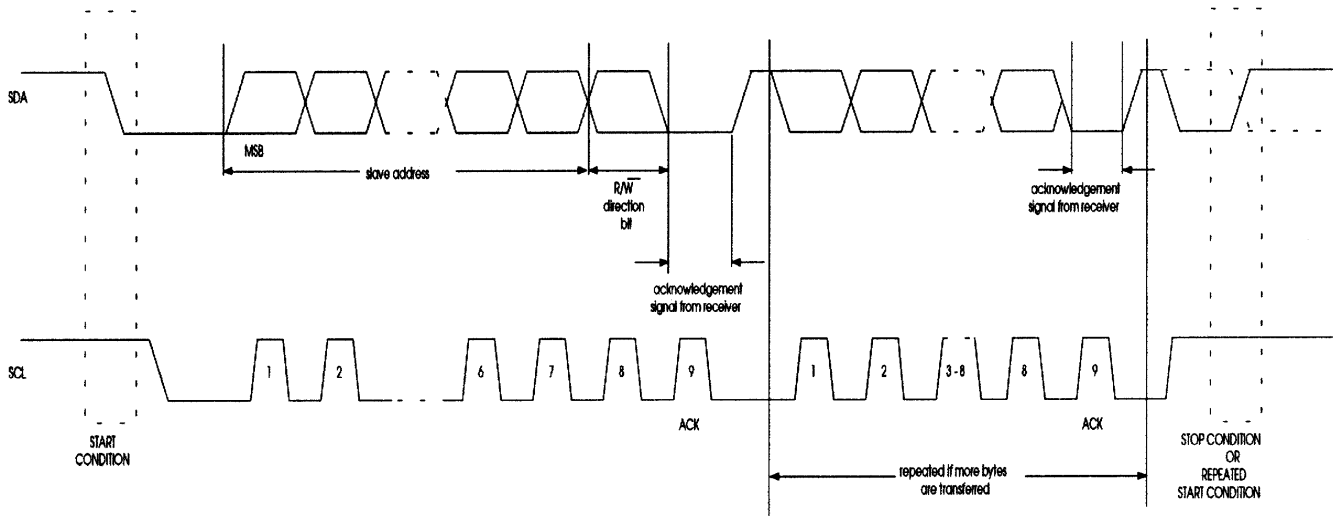 SDA
MSB
slave address
R/W
direction
bit
acknowledgement
signal from receiver
acknowledgement
signal from receiver
SCL
1
2
6
7
8
9
1
2
3-8
8
9
ACK
ACK
START
CONDITION
repeated if more bytes
are transferred
STOP CONDITION
OR
REPEATED
START CONDITION